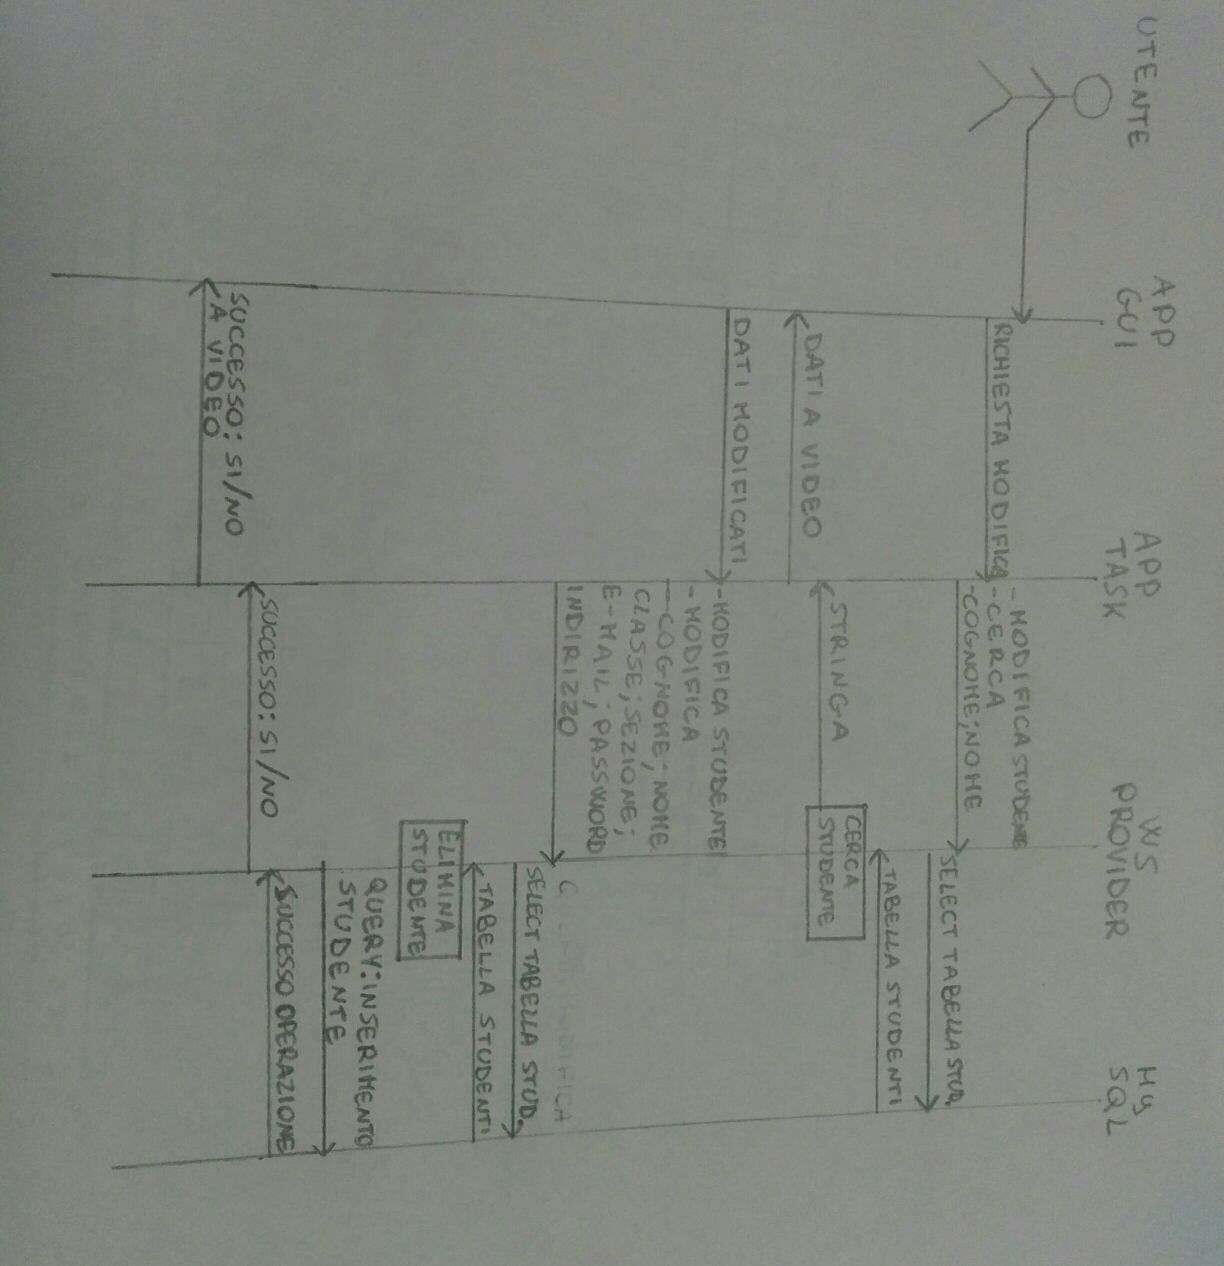 UTENTE
APP
GUI
APP
TASK
WS
PROVIDER
My
SQL
RICHIESTA MODIFICA
- MODIFICA STUDENTE
- CERCA
- COGNOME; NOME
SELECT TABELLA STUD.
TABELLA STUDENTI
CERCA
STUDENTE
STRINGA
DATI A VIDEO
DATI MODIFICATI
- MODIFICA STUDENTE
- MODIFICA
- COGNOME; NOME
CLASSE; SEZIONE;
E-MAIL; PASSWORD
INDIRIZZO
SELECT TABELLA STUD.
TABELLA STUDENTI
ELIMINA
STUDENTE
QUERY: INSERIMENTO
STUDENTE
SUCCESSO OPERAZIONE
SUCCESSO: SI/NO
SUCCESSO: SI/NO
A VIDEO